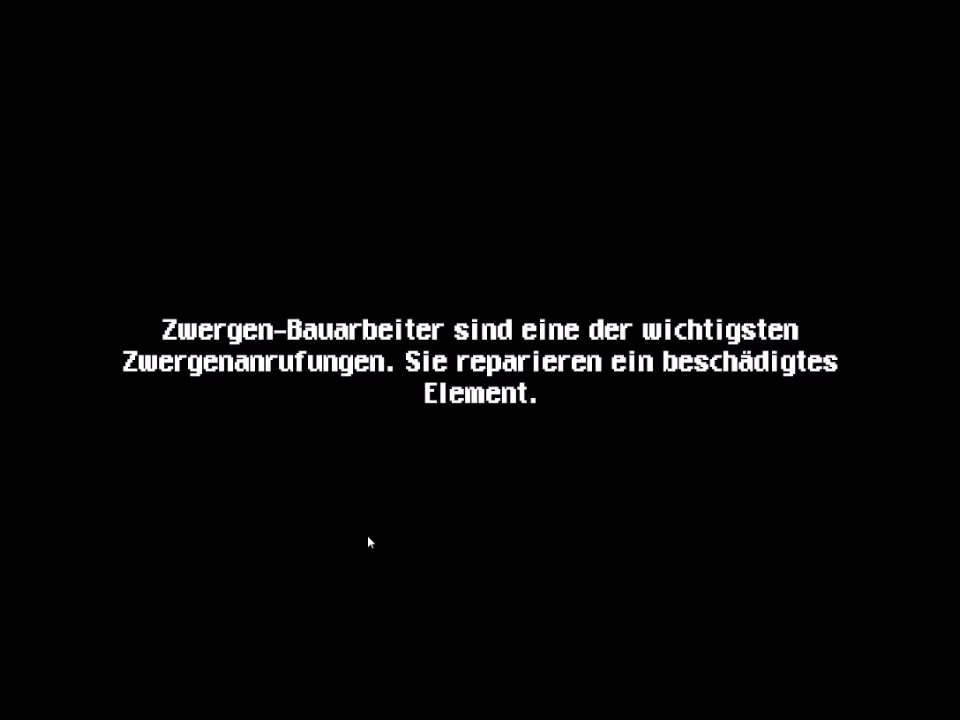 Zwergen-Bauarbeiter sind eine der wichtigsten
Zwergenanrufungen. Sie reparieren ein beschädigtes
Element.